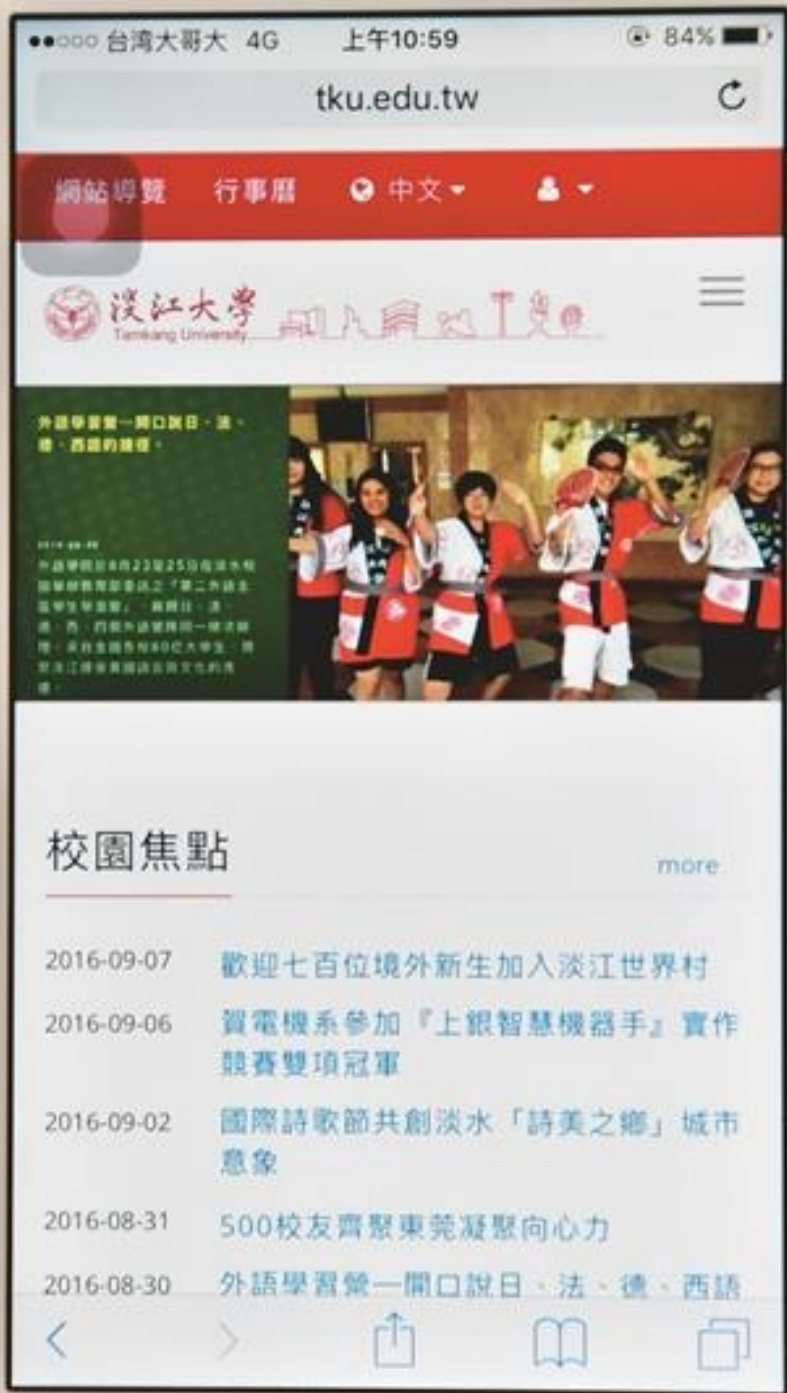 台湾大哥大 4G 上午10:59 84%
tku.edu.tw
網站導覽 行事曆 中文
淡江大學
Tamkang University
外語學習營一開口說日、法、
德、西語的捷徑。
校園焦點
more
2016-09-07 歡迎七百位境外新生加入淡江世界村
2016-09-06 賀電機系參加『上銀智慧機器手』實作
競賽雙項冠軍
2016-09-02 國際詩歌節共創淡水「詩美之鄉」城市
意象
2016-08-31 500校友齊聚東莞凝聚向心力
2016-08-30 外語學習營一開口說日、法、德、西語